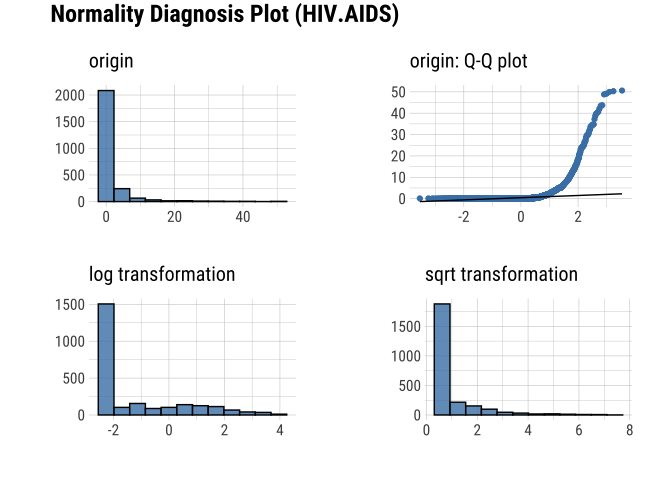 Normality Diagnosis Plot (HIV.AIDS)
origin
2000
1500
1000
500
0
0 20 40
origin: Q-Q plot
50
40
30
20
10
0
-2 0 2
log transformation
1500
1000
500
0
-2 0 2 4
sqrt transformation
1500
1000
500
0
0 2 4 6 8